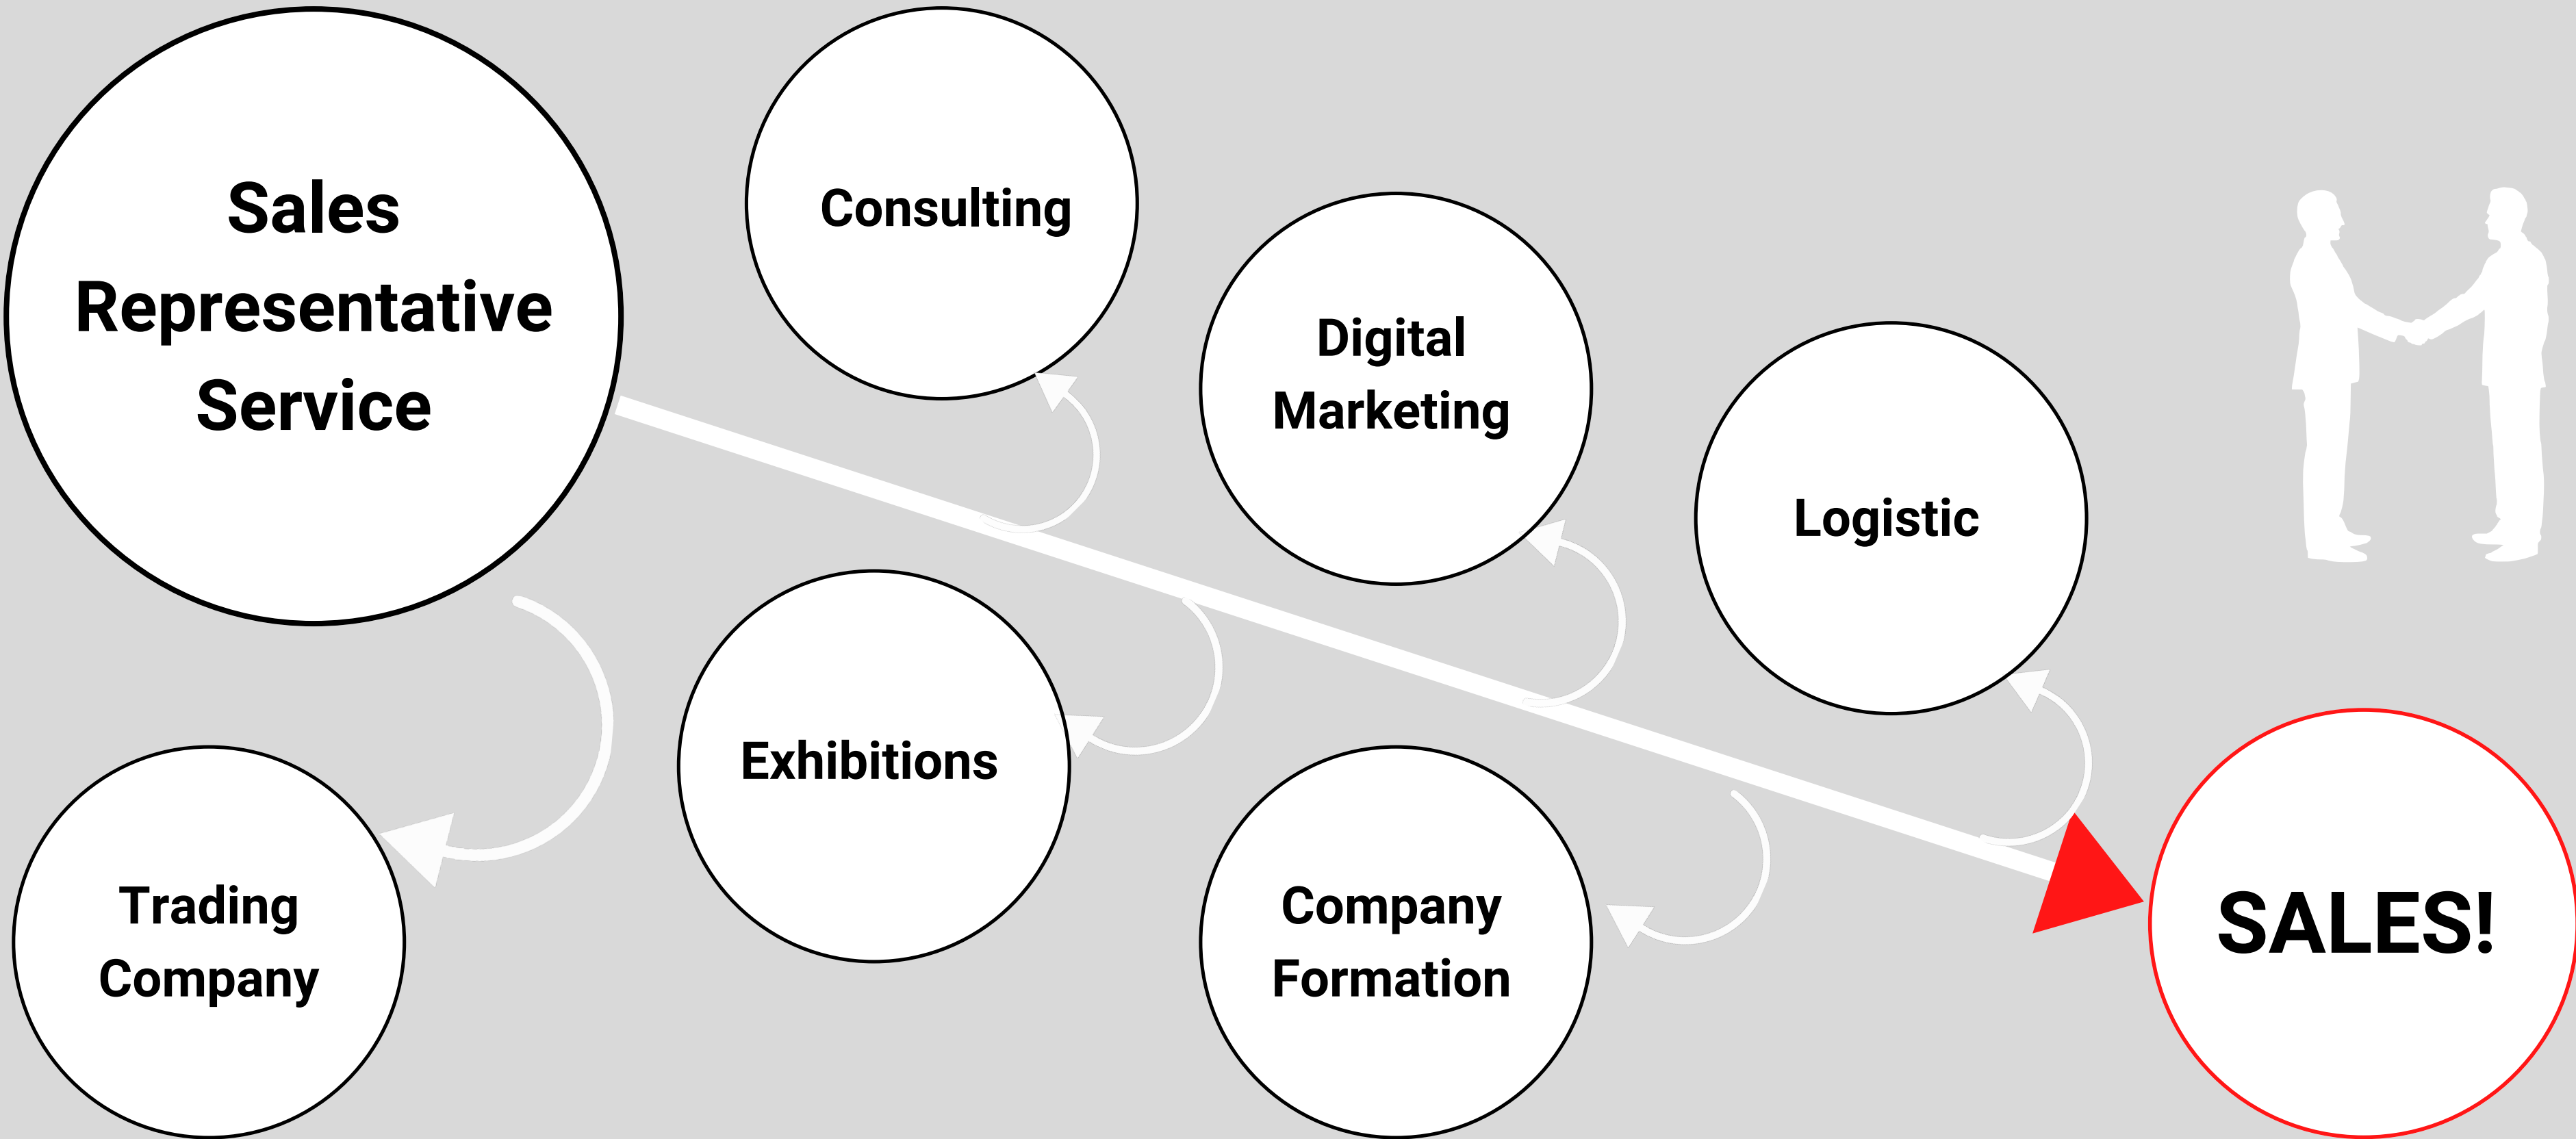 Sales
Representative
Service
Consulting
Digital
Marketing
Logistic
Exhibitions
Trading
Company
Company
Formation
SALES!